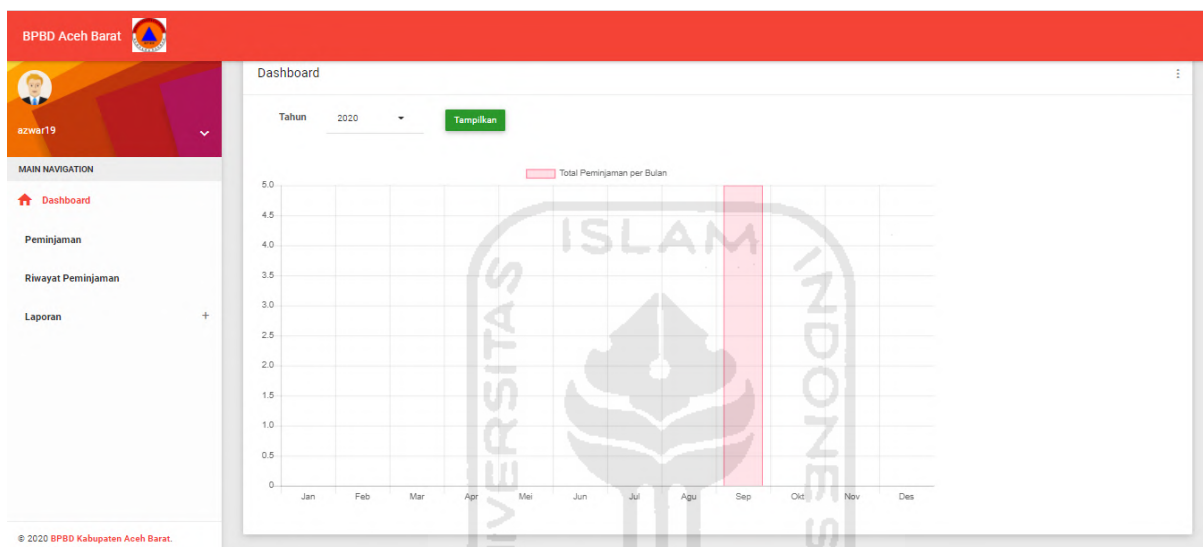 BPBD Aceh Barat
azwar19
MAIN NAVIGATION
Dashboard
Peminjaman
Riwayat Peminjaman
Laporan +
© 2020 BPBD Kabupaten Aceh Barat.
Dashboard
Tahun 2020 Tampilkan
Total Peminjaman per Bulan
5.0
4.5
4.0
3.5
3.0
2.5
2.0
1.5
1.0
0.5
0
Jan Feb Mar Apr Mei Jun Jul Agu Sep Okt Nov Des
ISLAM